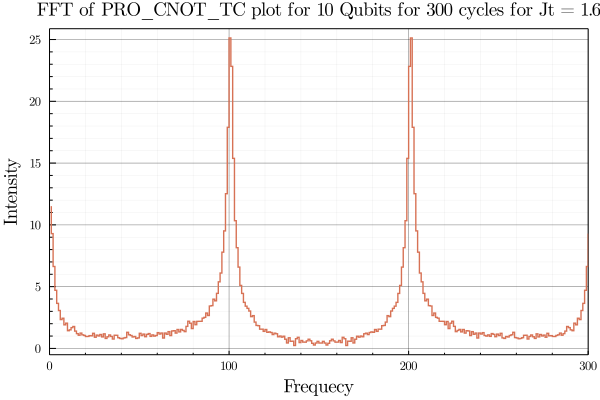 FFT of PRO_CNOT_TC plot for 10 Qubits for 300 cycles for Jt = 1.6
25
20
15
10
5
0
Intensity
0 100 200 300
Frequecy